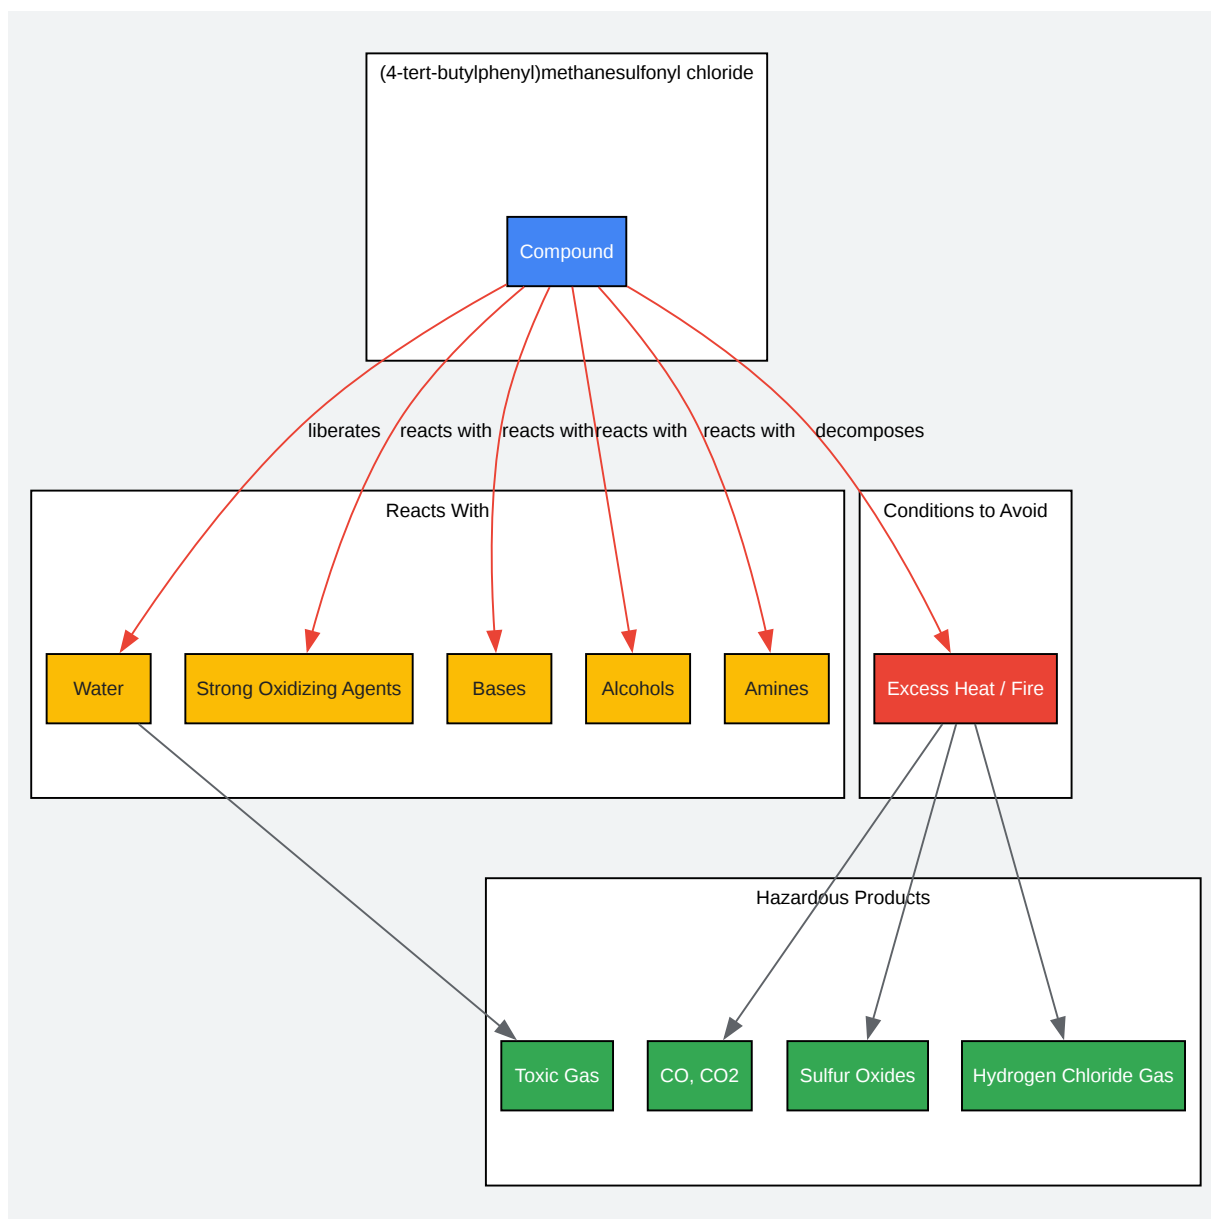 (4-tert-butylphenyl)methanesulfonyl chloride
Compound
liberates
reacts with
reacts with
reacts with
reacts with
decomposes
Reacts With
Conditions to Avoid
Water
Strong Oxidizing Agents
Bases
Alcohols
Amines
Excess Heat / Fire
Hazardous Products
Toxic Gas
CO, CO2
Sulfur Oxides
Hydrogen Chloride Gas